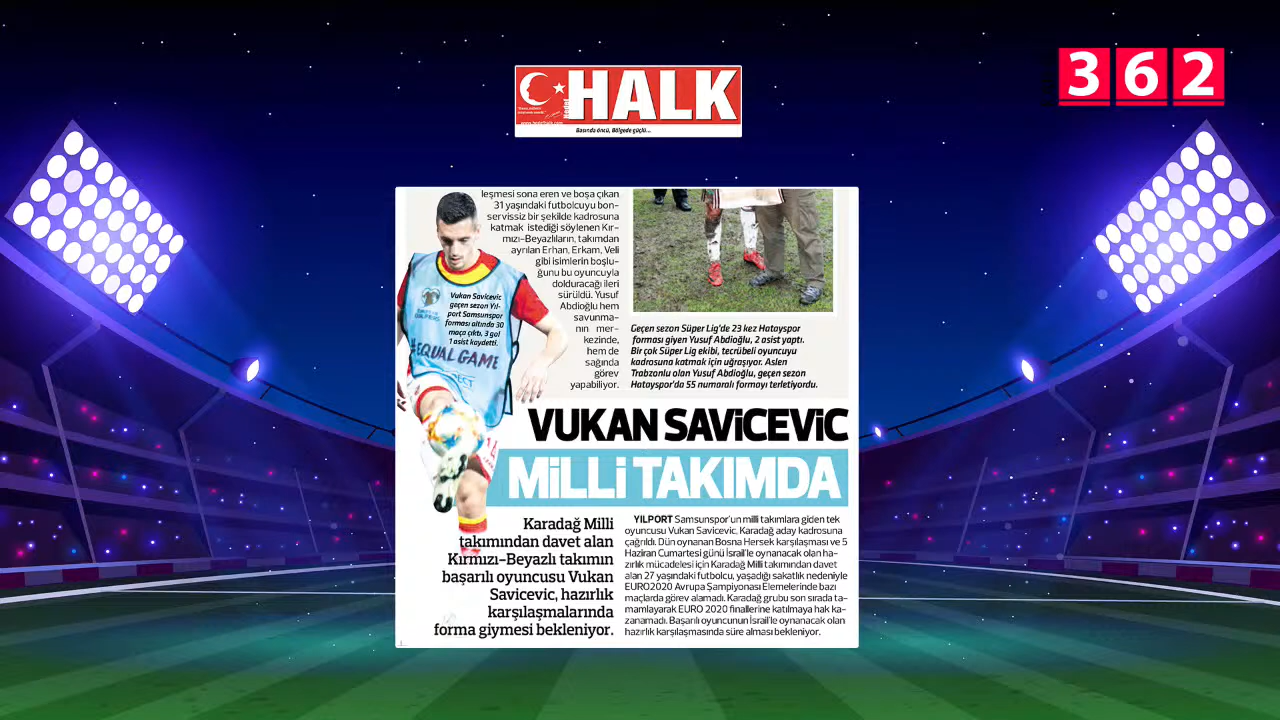 362
Hedef
HALK
www.hedefhalk.com
Basında öncü, Bölgede güçlü...
leşmesi sona eren ve boşa çıkan
31 yaşındaki futbolcuyu bon-
servissiz bir şekilde kadrosuna
katmak istediği söylenen Kır-
mızı-Beyazlıların, takımdan
ayrılan Erhan, Erkam, Veli
gibi isimlerin boşlu-
ğunu bu oyuncuyla
dolduracağı ileri
sürüldü. Yusuf
Abdioğlu hem
savunma-
nın mer-
kezinde,
hem de
sağında
görev
yapabiliyor.
Vukan Savicevic
geçen sezon Yıl-
port Samsunspor
forması altında 30
maça çıktı, 3 gol
1 asist kaydetti.
#EQUAL GAME
Geçen sezon Süper Lig'de 23 kez Hatayspor
forması giyen Yusuf Abdioğlu, 2 asist yaptı.
Bir çok Süper Lig ekibi, tecrübeli oyuncuyu
kadrosuna katmak için uğraşıyor. Aslen
Trabzonlu olan Yusuf Abdioğlu, geçen sezon
Hatayspor'da 55 numaralı formayı terletiyordu.
VUKAN SAViCEViC
MiLLi TAKIMDA
Karadağ Milli
takımından davet alan
Kırmızı-Beyazlı takımın
başarılı oyuncusu Vukan
Savicevic, hazırlık
karşılaşmalarında
forma giymesi bekleniyor.
YILPORT Samsunspor'un milli takımlara giden tek
oyuncusu Vukan Savicevic, Karadağ aday kadrosuna
çağrıldı. Dün oynanan Bosna Hersek karşılaşması ve 5
Haziran Cumartesi günü İsrail'le oynanacak olan ha-
zırlık mücadelesi için Karadağ Milli takımından davet
alan 27 yaşındaki futbolcu, yaşadığı sakatlık nedeniyle
EURO2020 Avrupa Şampiyonası Elemelerinde bazı
maçlarda görev alamadı. Karadağ grubu son sırada ta-
mamlayarak EURO 2020 finallerine katılmaya hak ka-
zanamadı. Başarılı oyuncunun İsrail'le oynanacak olan
hazırlık karşılaşmasında süre alması bekleniyor.